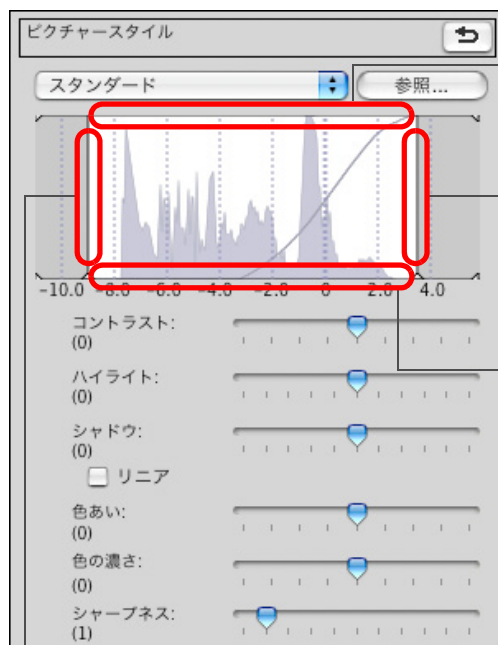 ピクチャースタイル
スタンダード
参照...
-10.0 -8.0 -6.0 -4.0 -2.0 0 2.0 4.0
コントラスト:
(0)
ハイライト:
(0)
シャドウ:
(0)
リニア
色あい:
(0)
色の濃さ:
(0)
シャープネス:
(1)